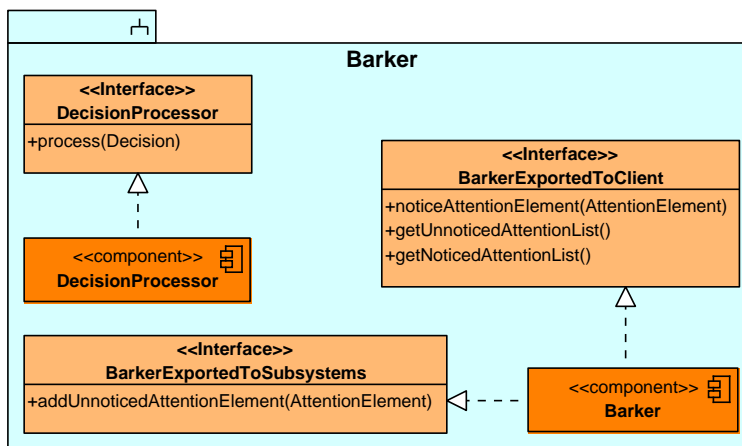 Barker
<<Interface>>
DecisionProcessor
+process(Decision)
<<component>>
DecisionProcessor
<<Interface>>
BarkerExportedToClient
+noticeAttentionElement(AttentionElement)
+getUnnoticedAttentionList()
+getNoticedAttentionList()
<<Interface>>
BarkerExportedToSubsystems
+addUnnoticedAttentionElement(AttentionElement)
<<component>>
Barker